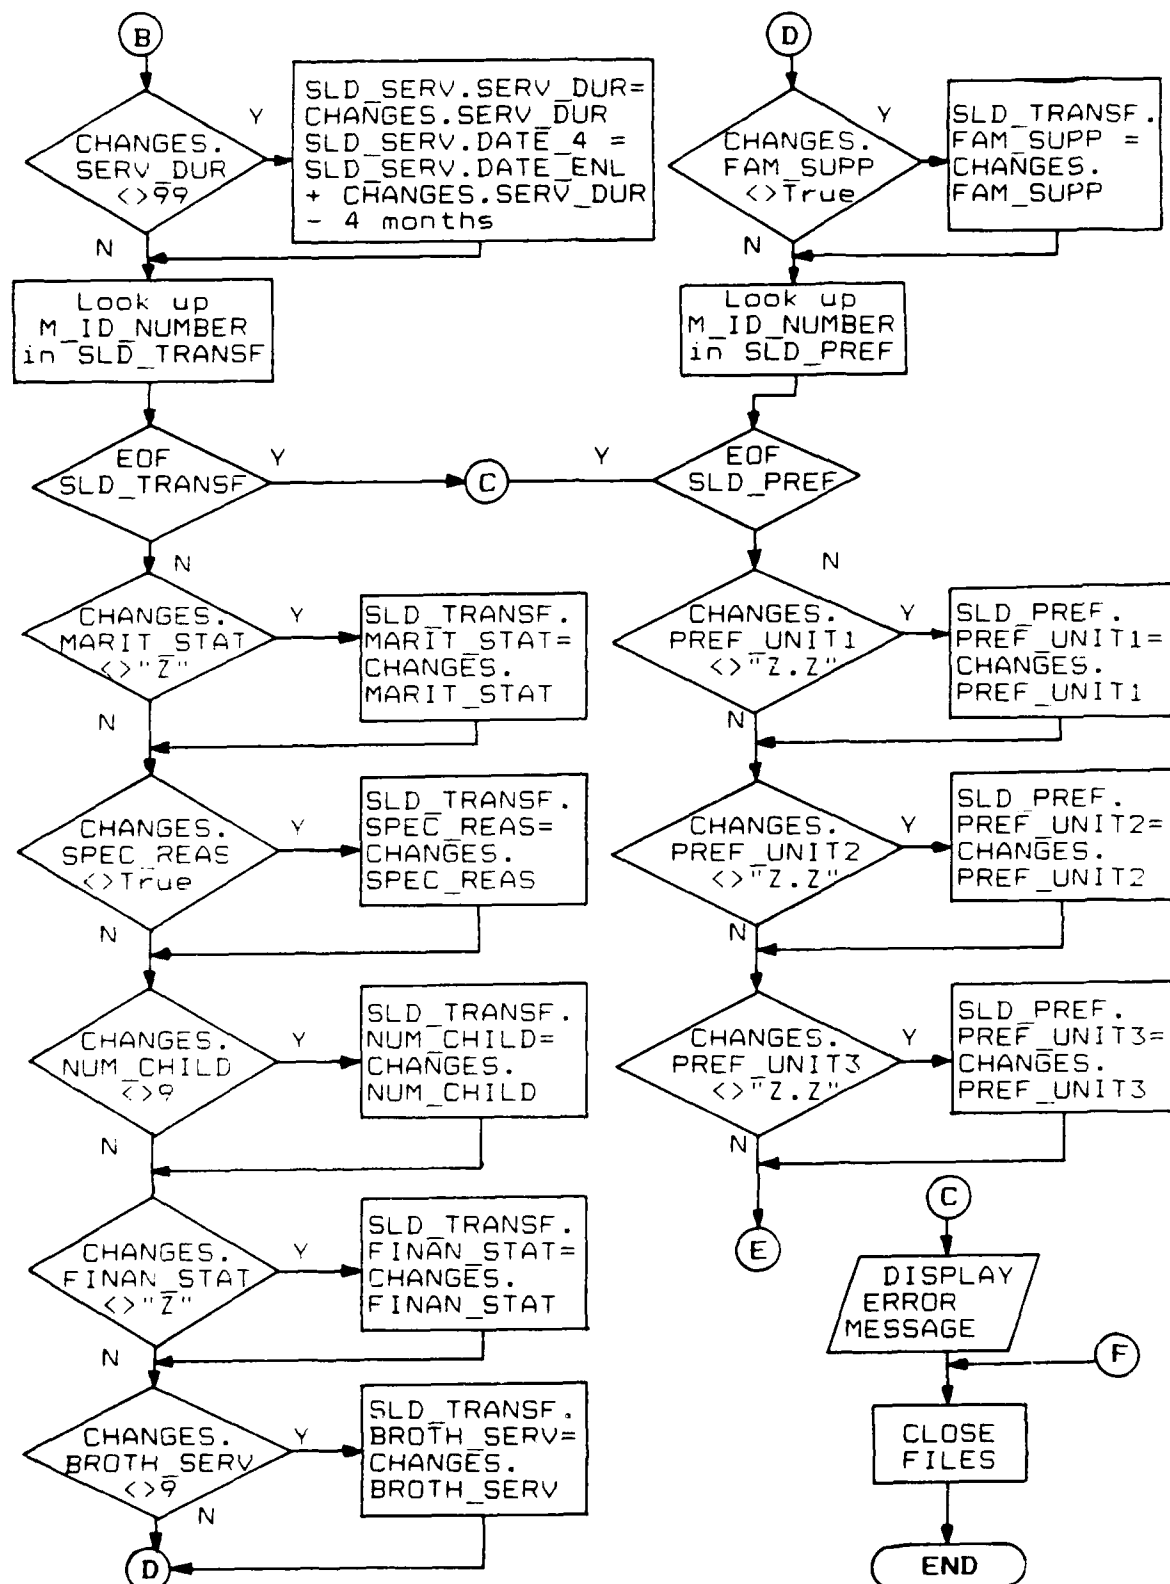 B
CHANGES.
SERV_DUR
<>99
Y
N
SLD_SERV.SERV_DUR=
CHANGES.SERV_DUR
SLD_SERV.DATE_4 =
SLD_SERV.DATE_ENL
+ CHANGES.SERV_DUR
- 4 months
Look up
M_ID_NUMBER
in SLD_TRANSF
EOF
SLD_TRANSF
Y
N
C
CHANGES.
MARIT_STAT
<>"Z"
Y
N
SLD_TRANSF.
MARIT_STAT=
CHANGES.
MARIT_STAT
CHANGES.
SPEC_REAS
<>True
Y
N
SLD_TRANSF.
SPEC_REAS=
CHANGES.
SPEC_REAS
CHANGES.
NUM_CHILD
<>9
Y
N
SLD_TRANSF.
NUM_CHILD=
CHANGES.
NUM_CHILD
CHANGES.
FINAN_STAT
<>"Z"
Y
N
SLD_TRANSF.
FINAN_STAT=
CHANGES.
FINAN_STAT
CHANGES.
BROTH_SERV
<>9
Y
N
SLD_TRANSF.
BROTH_SERV=
CHANGES.
BROTH_SERV
D
D
CHANGES.
FAM_SUPP
<>True
Y
N
SLD_TRANSF.
FAM_SUPP =
CHANGES.
FAM_SUPP
Look up
M_ID_NUMBER
in SLD_PREF
EOF
SLD_PREF
Y
N
CHANGES.
PREF_UNIT1
<>"Z.Z"
Y
N
SLD_PREF.
PREF_UNIT1=
CHANGES.
PREF_UNIT1
CHANGES.
PREF_UNIT2
<>"Z.Z"
Y
N
SLD_PREF.
PREF_UNIT2=
CHANGES.
PREF_UNIT2
CHANGES.
PREF_UNIT3
<>"Z.Z"
Y
N
SLD_PREF.
PREF_UNIT3=
CHANGES.
PREF_UNIT3
E
C
DISPLAY
ERROR
MESSAGE
F
CLOSE
FILES
END